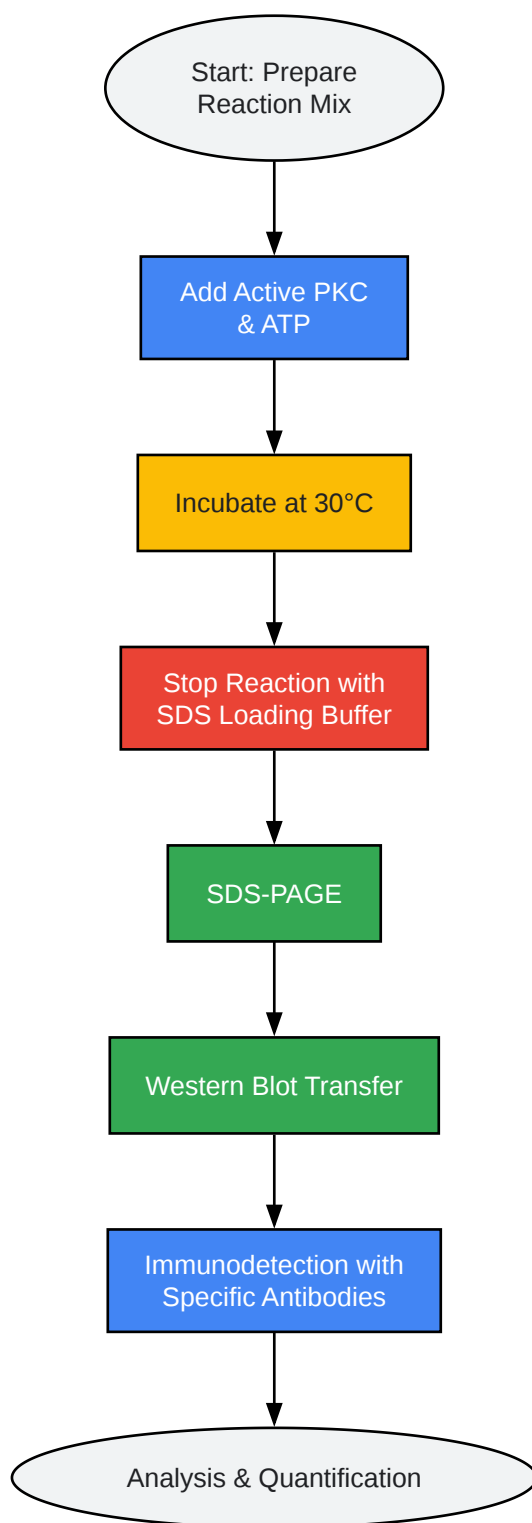 Start: Prepare
Reaction Mix
Add Active PKC
& ATP
Incubate at 30°C
Stop Reaction with
SDS Loading Buffer
SDS-PAGE
Western Blot Transfer
Immunodetection with
Specific Antibodies
Analysis & Quantification